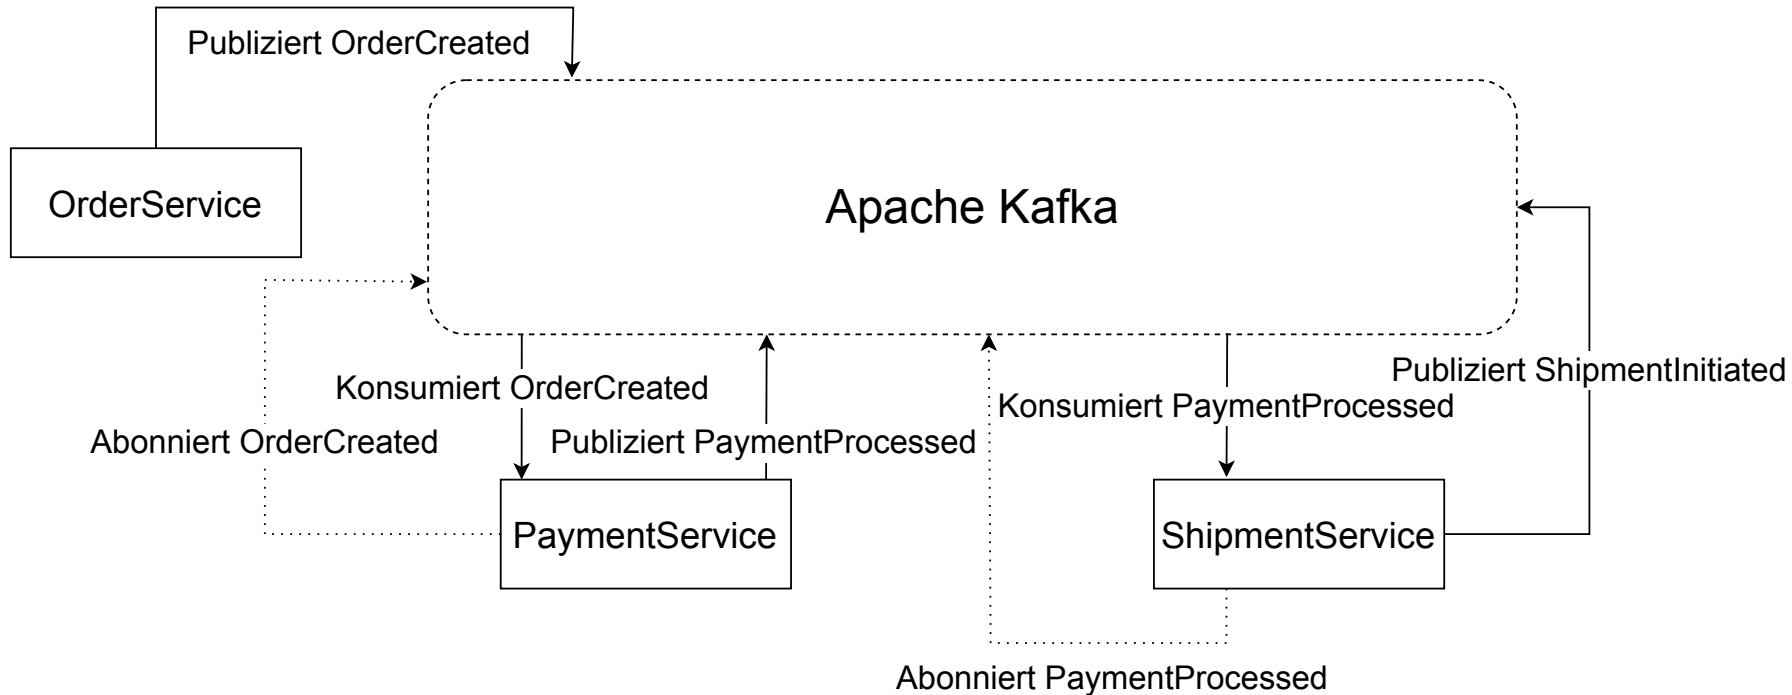 Publiziert OrderCreated
OrderService
Apache Kafka
Publiziert ShipmentInitiated
Konsumiert OrderCreated
Konsumiert PaymentProcessed
Abonniert OrderCreated
Publiziert PaymentProcessed
PaymentService
ShipmentService
Abonniert PaymentProcessed